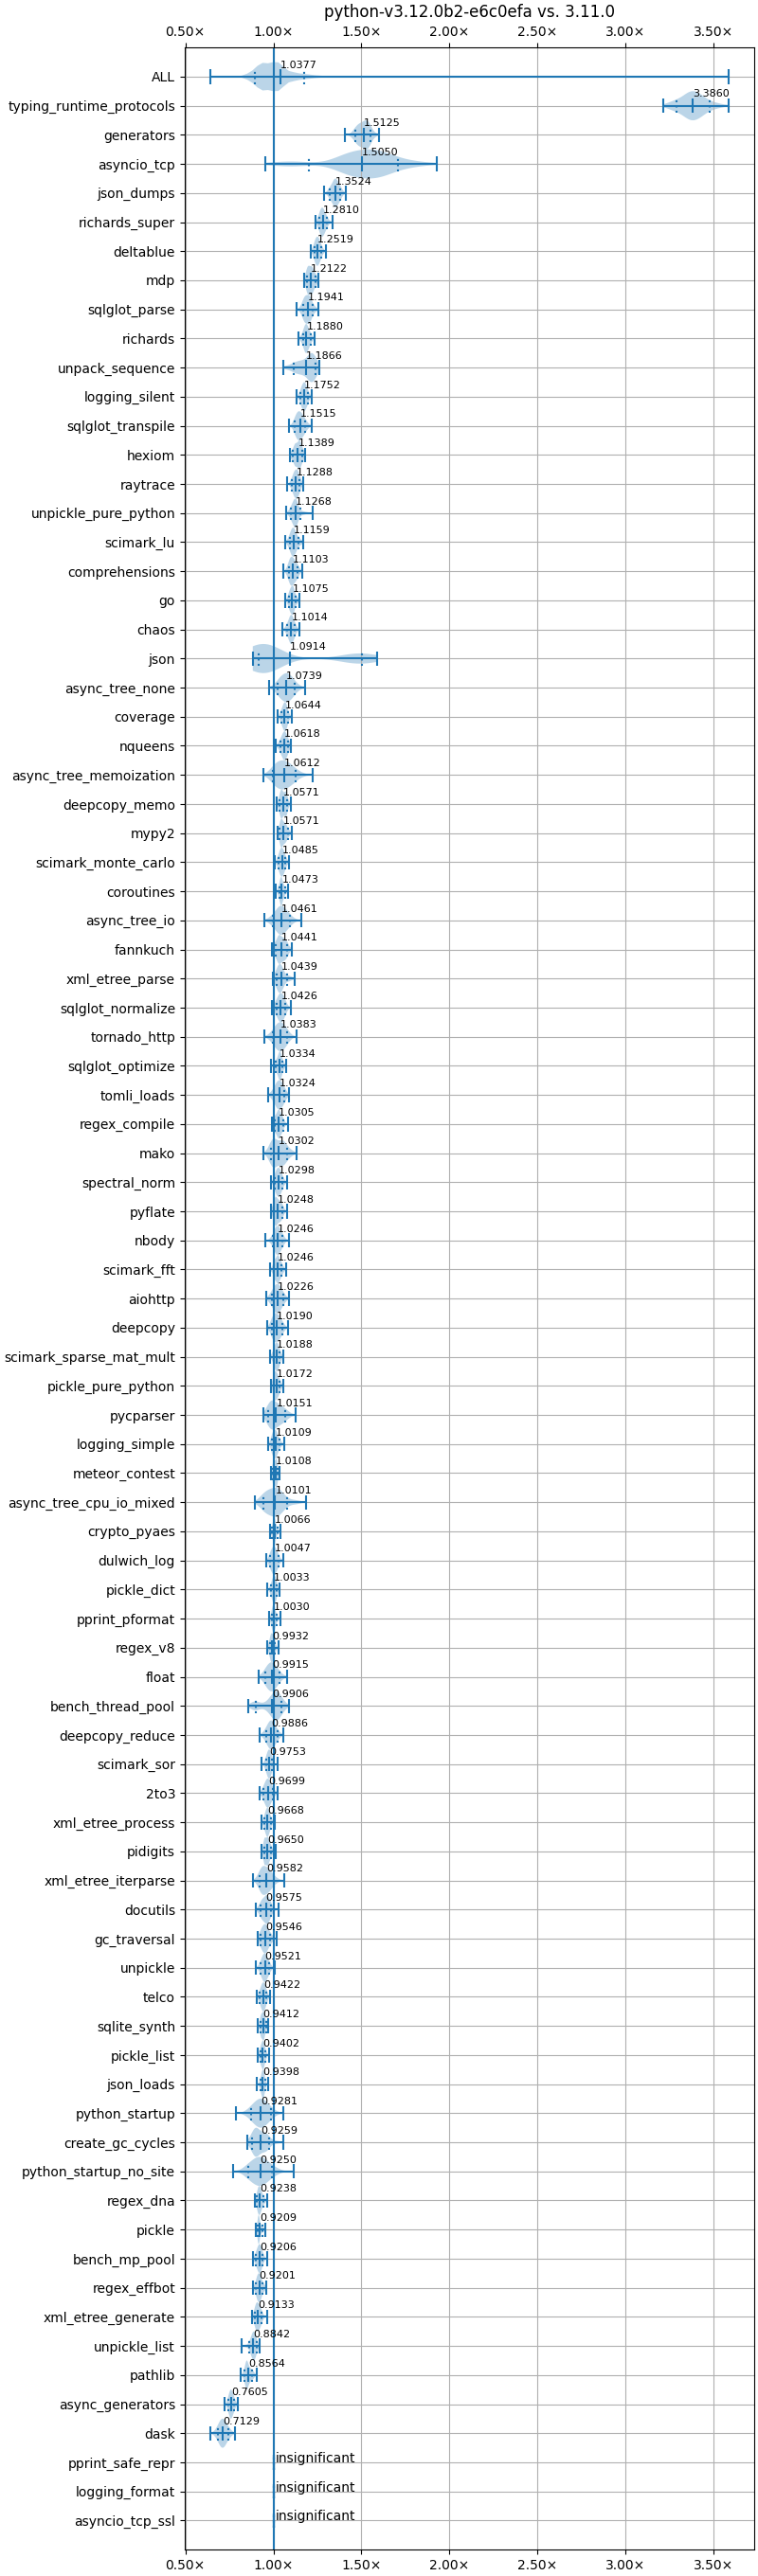 python-v3.12.0b2-e6c0efa vs. 3.11.0
0.50× 1.00× 1.50× 2.00× 2.50× 3.00× 3.50×
ALL 1.0377
typing_runtime_protocols 3.3860
generators 1.5125
asyncio_tcp 1.5050
json_dumps 1.3524
richards_super 1.2810
deltablue 1.2519
mdp 1.2122
sqlglot_parse 1.1941
richards 1.1880
unpack_sequence 1.1866
logging_silent 1.1752
sqlglot_transpile 1.1515
hexiom 1.1389
raytrace 1.1288
unpickle_pure_python 1.1268
scimark_lu 1.1159
comprehensions 1.1103
go 1.1075
chaos 1.1014
json 1.0914
async_tree_none 1.0739
coverage 1.0644
nqueens 1.0618
async_tree_memoization 1.0612
deepcopy_memo 1.0571
mypy2 1.0571
scimark_monte_carlo 1.0485
coroutines 1.0473
async_tree_io 1.0461
fannkuch 1.0441
xml_etree_parse 1.0439
sqlglot_normalize 1.0426
tornado_http 1.0383
sqlglot_optimize 1.0334
tomli_loads 1.0324
regex_compile 1.0305
mako 1.0302
spectral_norm 1.0298
pyflate 1.0248
nbody 1.0246
scimark_fft 1.0246
aiohttp 1.0226
deepcopy 1.0190
scimark_sparse_mat_mult 1.0188
pickle_pure_python 1.0172
pycparser 1.0151
logging_simple 1.0109
meteor_contest 1.0108
async_tree_cpu_io_mixed 1.0101
crypto_pyaes 1.0066
dulwich_log 1.0047
pickle_dict 1.0033
pprint_pformat 1.0030
regex_v8 0.9932
float 0.9915
bench_thread_pool 0.9906
deepcopy_reduce 0.9886
scimark_sor 0.9753
2to3 0.9699
xml_etree_process 0.9668
pidigits 0.9650
xml_etree_iterparse 0.9582
docutils 0.9575
gc_traversal 0.9546
unpickle 0.9521
telco 0.9422
sqlite_synth 0.9412
pickle_list 0.9402
json_loads 0.9398
python_startup 0.9281
create_gc_cycles 0.9259
python_startup_no_site 0.9250
regex_dna 0.9238
pickle 0.9209
bench_mp_pool 0.9206
regex_effbot 0.9201
xml_etree_generate 0.9133
unpickle_list 0.8842
pathlib 0.8564
async_generators 0.7605
dask 0.7129
pprint_safe_repr insignificant
logging_format insignificant
asyncio_tcp_ssl insignificant
0.50× 1.00× 1.50× 2.00× 2.50× 3.00× 3.50×